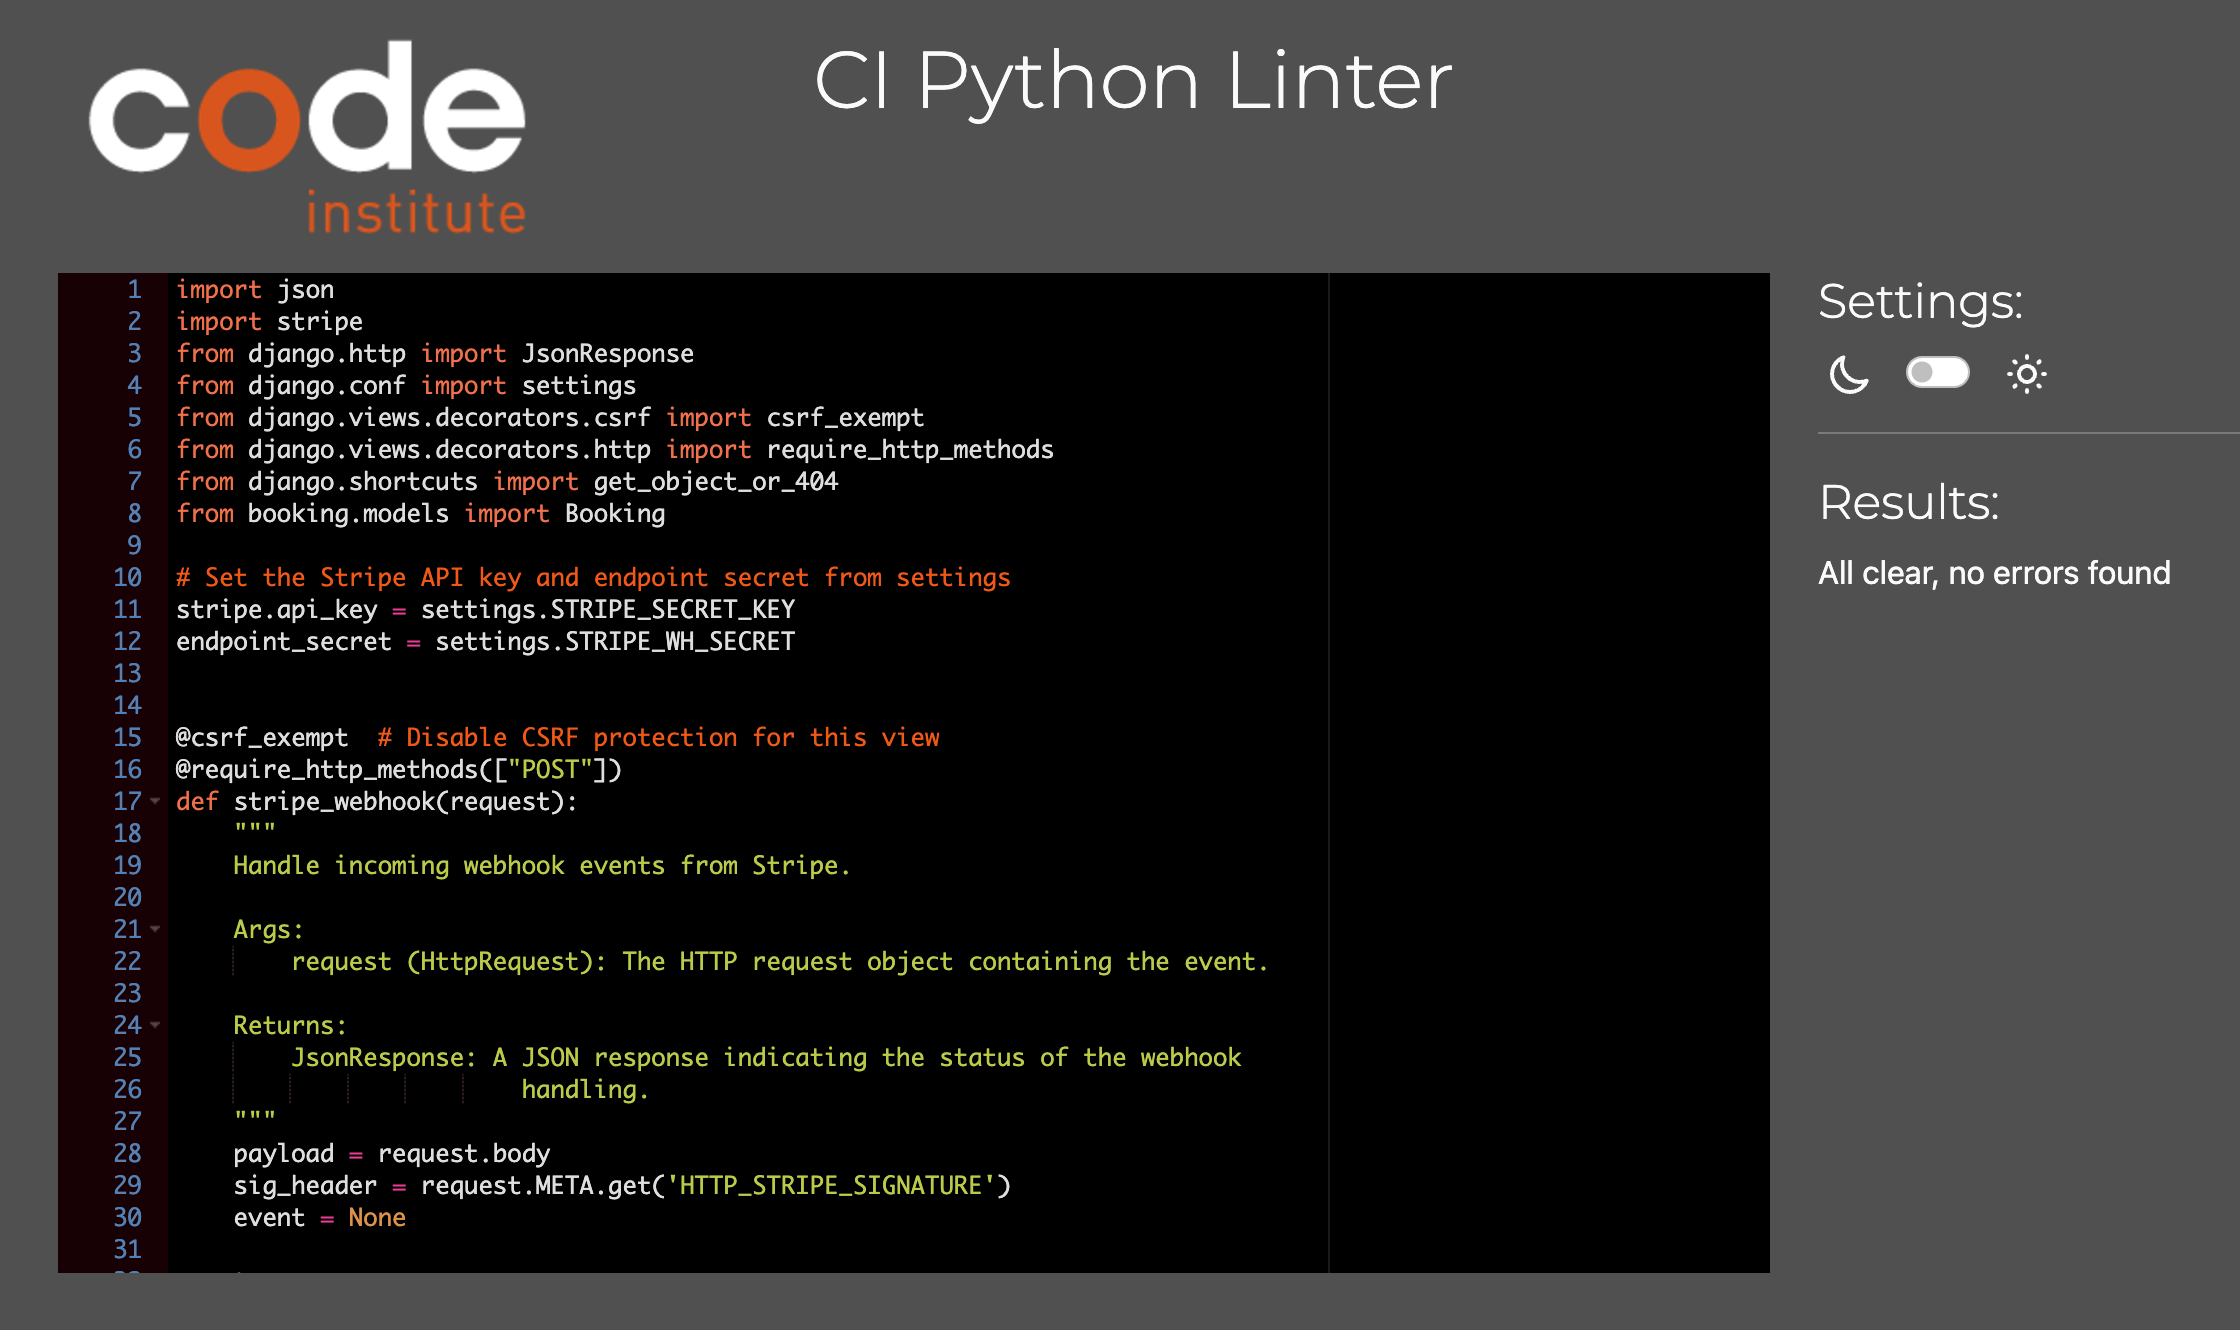 code
institute
CI Python Linter
1 import json
2 import stripe
3 from django.http import JsonResponse
4 from django.conf import settings
5 from django.views.decorators.csrf import csrf_exempt
6 from django.views.decorators.http import require_http_methods
7 from django.shortcuts import get_object_or_404
8 from booking.models import Booking
9
10 # Set the Stripe API key and endpoint secret from settings
11 stripe.api_key = settings.STRIPE_SECRET_KEY
12 endpoint_secret = settings.STRIPE_WH_SECRET
13
14
15 @csrf_exempt  # Disable CSRF protection for this view
16 @require_http_methods(["POST"])
17 def stripe_webhook(request):
18     """
19     Handle incoming webhook events from Stripe.
20
21     Args:
22         request (HttpRequest): The HTTP request object containing the event.
23
24     Returns:
25         JsonResponse: A JSON response indicating the status of the webhook
26                         handling.
27     """
28     payload = request.body
29     sig_header = request.META.get('HTTP_STRIPE_SIGNATURE')
30     event = None
31
Settings:
Results:
All clear, no errors found